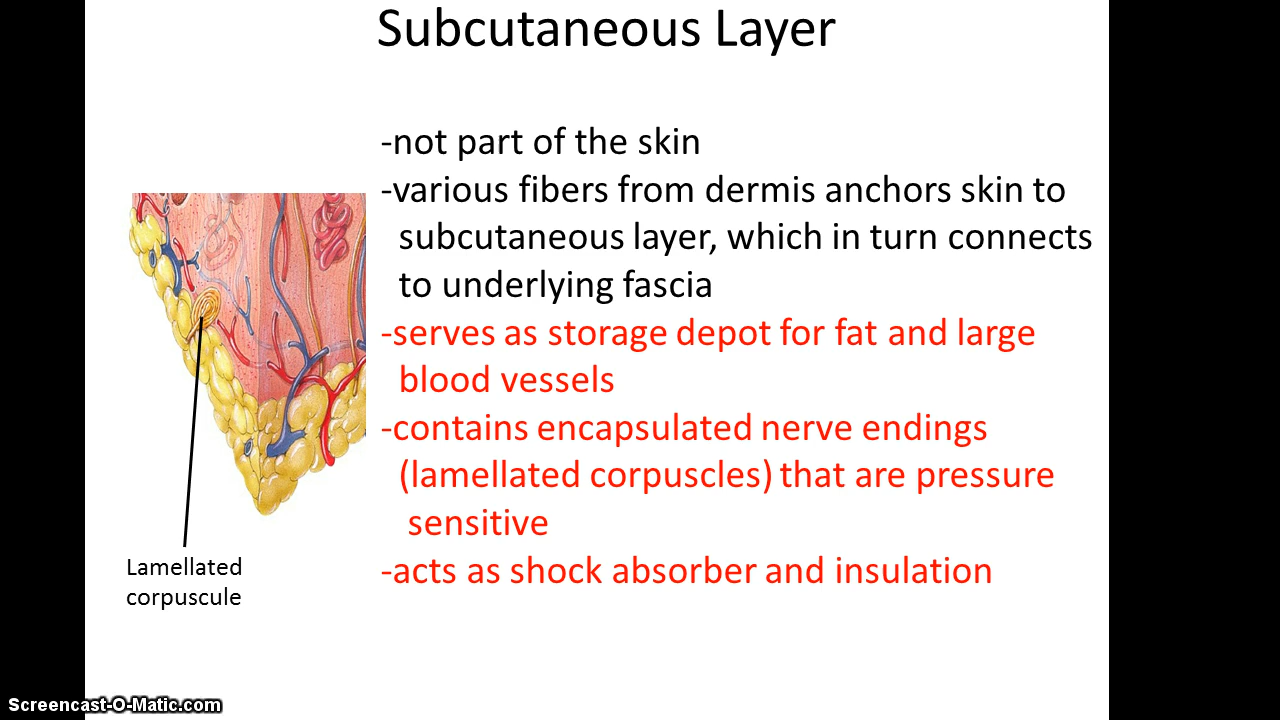 Subcutaneous Layer
-not part of the skin
-various fibers from dermis anchors skin to
subcutaneous layer, which in turn connects
to underlying fascia
-serves as storage depot for fat and large
blood vessels
-contains encapsulated nerve endings
(lamellated corpuscles) that are pressure
sensitive
-acts as shock absorber and insulation
Lamellated
corpuscule
Screencast-O-Matic.com